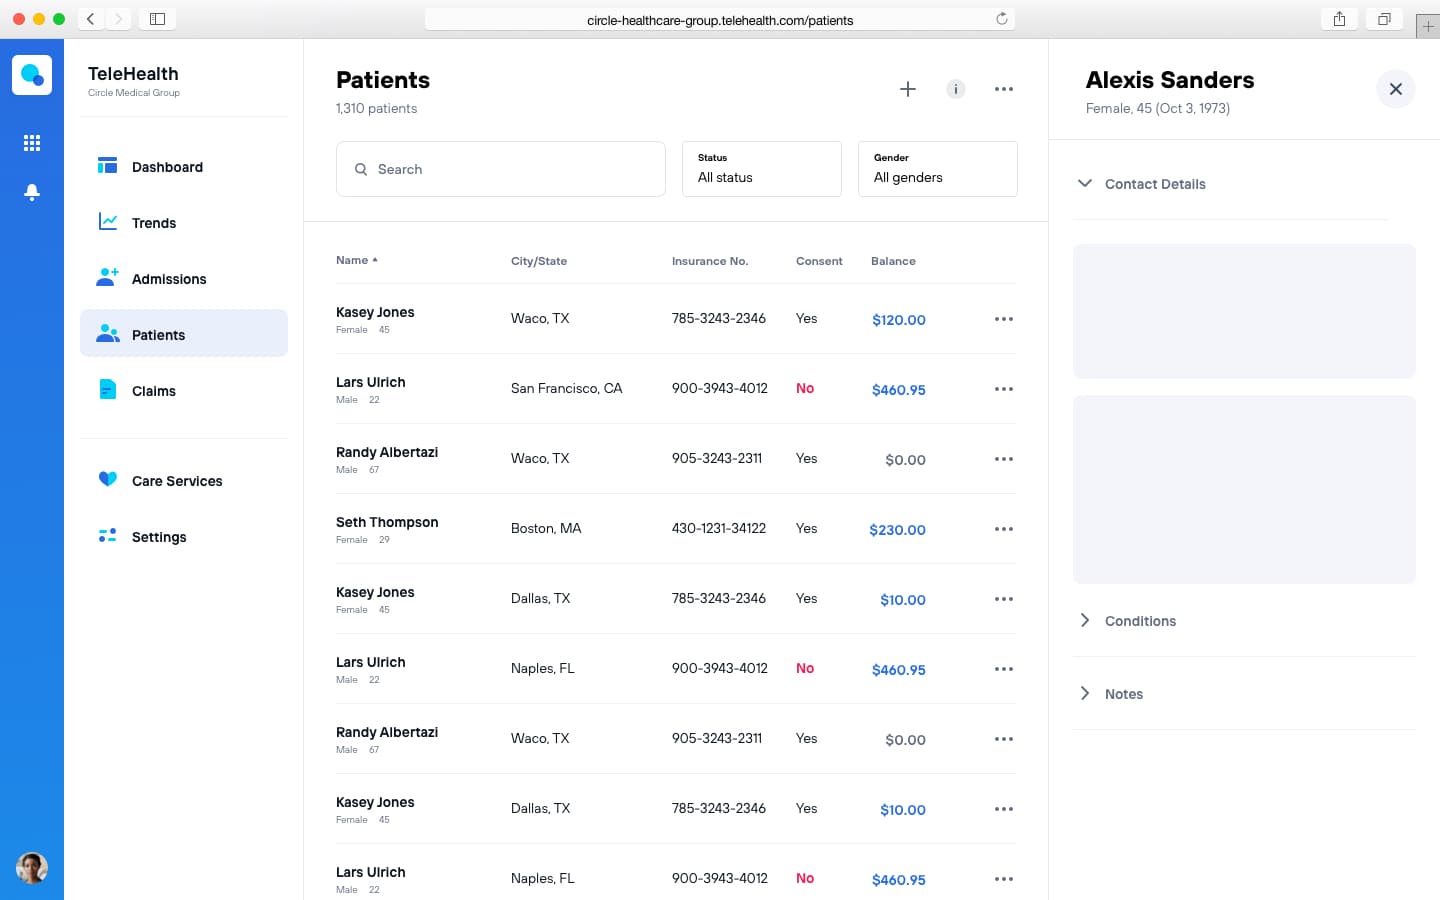 circle-healthcare-group.telehealth.com/patients
TeleHealth
Circle Medical Group
Dashboard
Trends
Admissions
Patients
Claims
Care Services
Settings
Patients
1,310 patients
i
Search
Status
All status
Gender
All genders
Name City/State Insurance No. Consent Balance
Kasey Jones Waco, TX 785-3243-2346 Yes $120.00
Female 45
Lars Ulrich San Francisco, CA 900-3943-4012 No $460.95
Male 22
Randy Albertazi Waco, TX 905-3243-2311 Yes $0.00
Male 67
Seth Thompson Boston, MA 430-1231-34122 Yes $230.00
Female 29
Kasey Jones Dallas, TX 785-3243-2346 Yes $10.00
Female 45
Lars Ulrich Naples, FL 900-3943-4012 No $460.95
Male 22
Randy Albertazi Waco, TX 905-3243-2311 Yes $0.00
Male 67
Kasey Jones Dallas, TX 785-3243-2346 Yes $10.00
Female 45
Lars Ulrich Naples, FL 900-3943-4012 No $460.95
Male 22
Alexis Sanders
Female, 45 (Oct 3, 1973)
Contact Details
Conditions
Notes